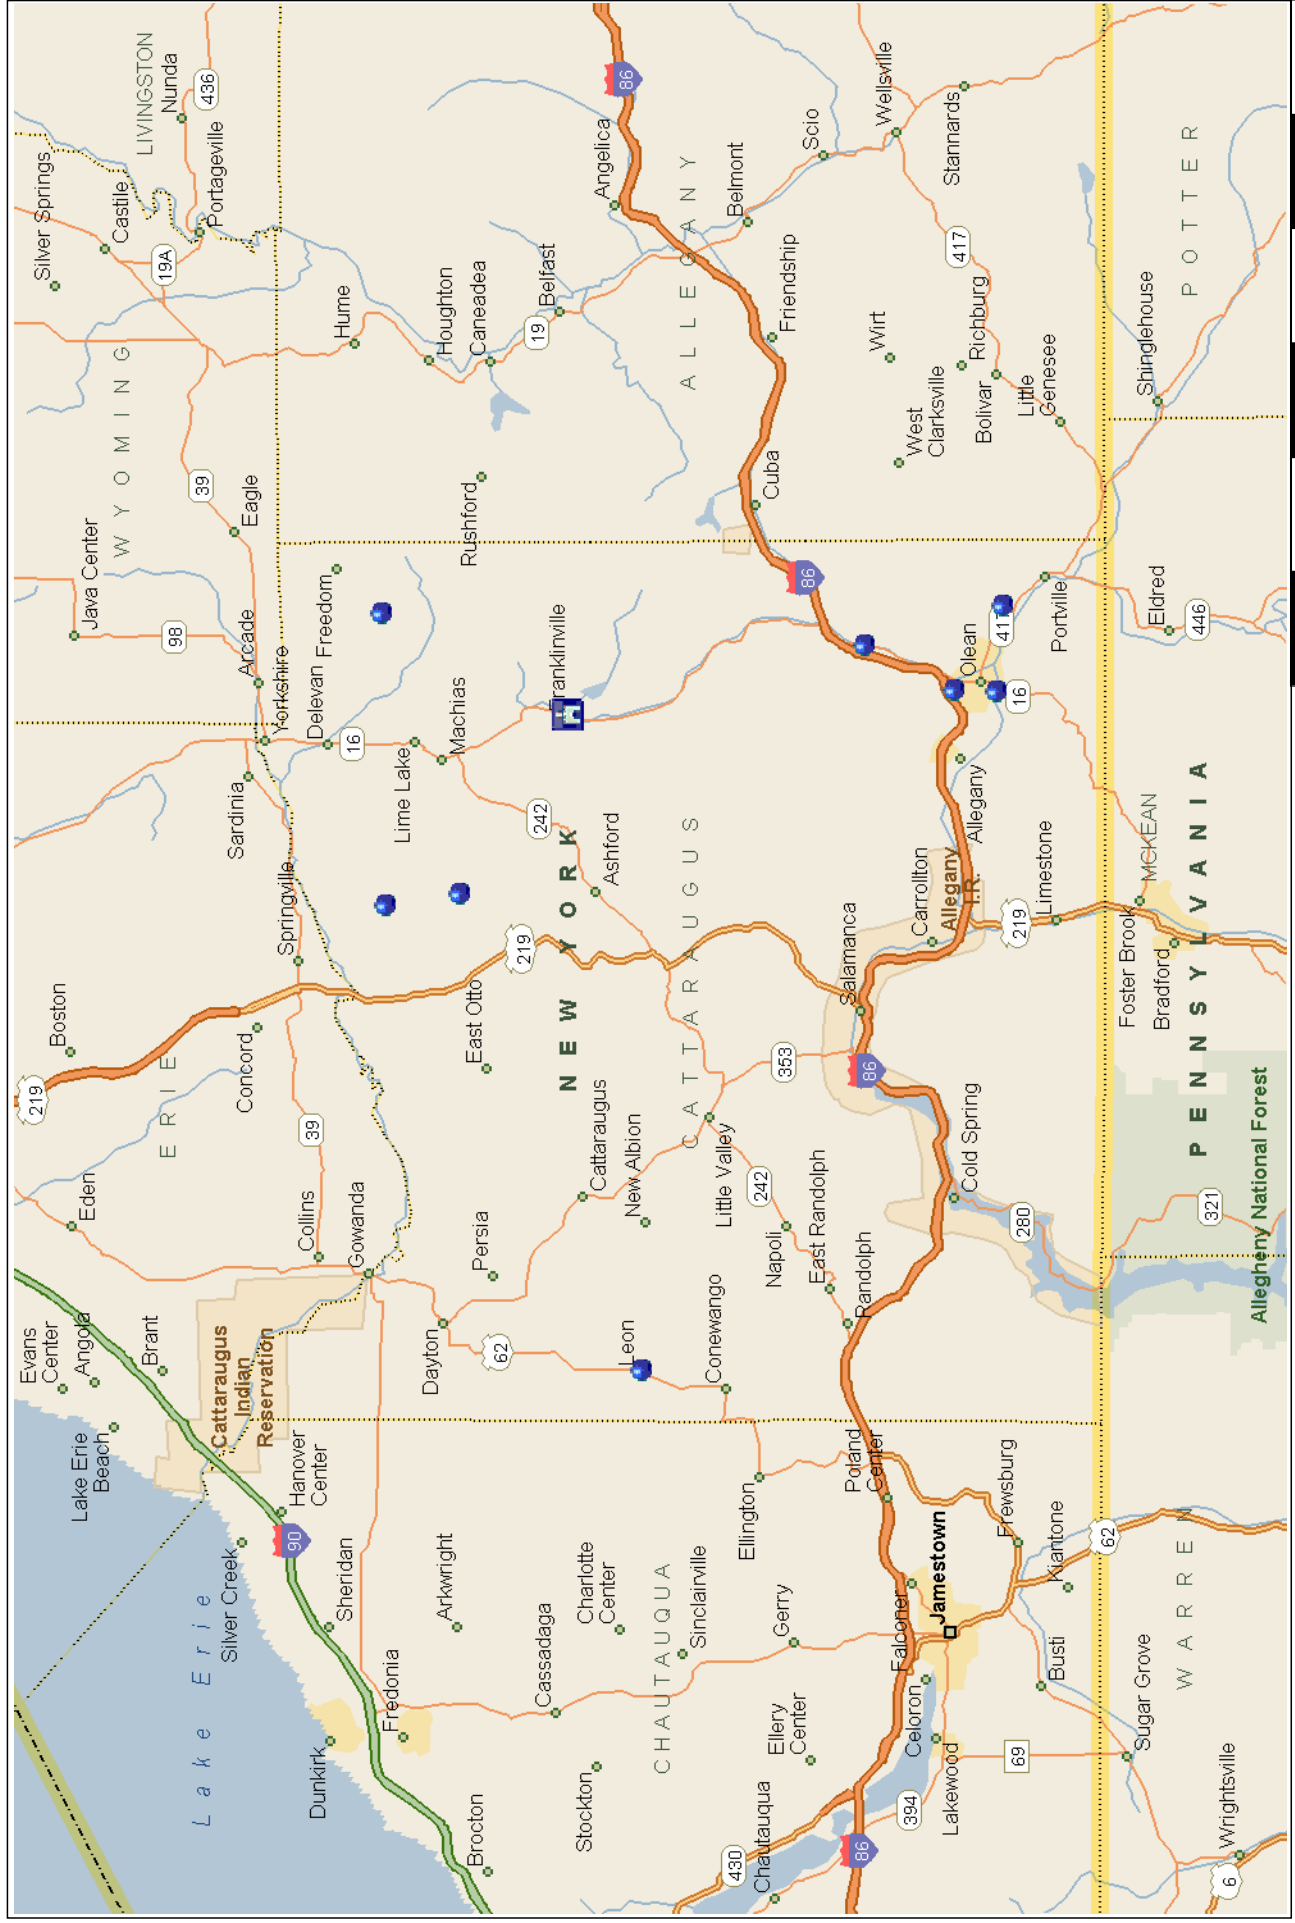 219
Eden
Evans
Center
Angola
Lake Erie
Beach
Boston
Java Center
Silver Springs
Castile
WYOMING
LIVINGSTON
Nunda
436
Portageville
19A
98
ERIE
Brant
Lake Erie
Silver Creek
Cattaraugus
Indian
Reservation
Concord
Sardinia
Arcade
39
Eagle
Yorkshire
Springville
39
Collins
Hanover
Center
90
Dunkirk
Sheridan
Gowanda
Delevan
Freedom
Hume
16
Fredonia
Arkwright
Dayton
Lime Lake
Machias
Houghton
Brocton
Persia
East Otto
Rushford
Caneadea
62
219
242
19
Belfast
Cassadaga
NEW YORK
ranklinville
Stockton
Charlotte
Center
Cattaraugus
Ashford
Angelica
86
Leon
New Albion
Sinclairville
CHAUTAUQUA
CATTARAUGUS
ALLEGANY
Conewango
Little Valley
Belmont
430
Ellington
242
Cuba
Chautauqua
Ellery
Center
Gerry
Napoli
353
Friendship
Scio
East Randolph
86
86
Poland
Center
Randolph
Salamanca
86
Wirt
Wellsville
Falconer
394
Celoron
Carrollton
West
Clarksville
Lakewood
Jamestown
Allegany
I.R.
Allegany
Olean
417
Stannards
Cold Spring
Richburg
Bolivar
69
Frewsburg
280
219
16
417
Little
Genesee
Busti
Kiantone
Limestone
Portville
62
Sugar Grove
Foster Brook
MCKEAN
Shinglehouse
Bradford
Eldred
WARREN
PENNSYLVANIA
POTTER
321
446
6
Wrightsville
Allegheny National Forest